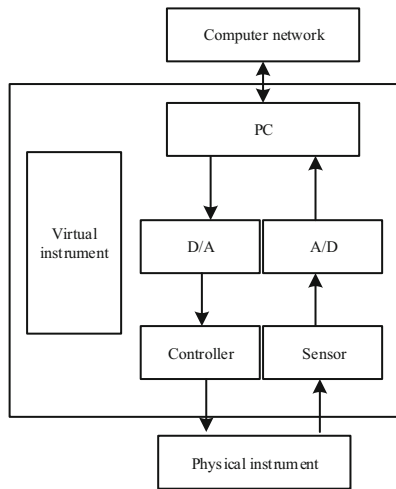 Computer network
PC
Virtual
instrument
D/A
A/D
Controller
Sensor
Physical instrument